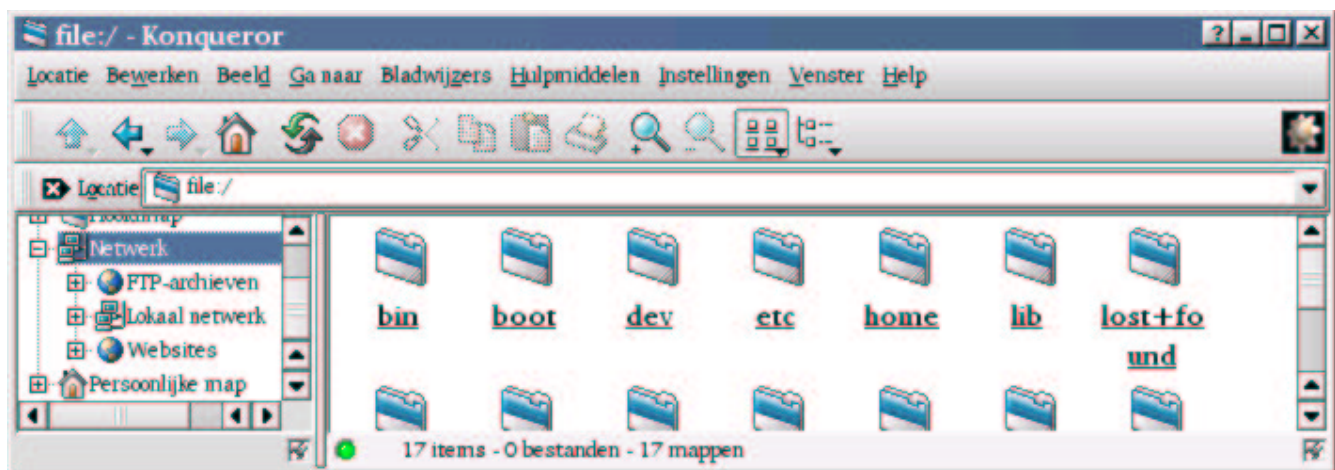 file:/ - Konqueror
Locatie Bewerken Beeld Ga naar Bladwijzers Hulpmiddelen Instellingen Venster Help
Locatie file:/
Hoofdmap
Netwerk
FTP-archieven
Lokaal netwerk
Websites
Persoonlijke map
bin boot dev etc home lib lost+fo
und
17 items - 0 bestanden - 17 mappen